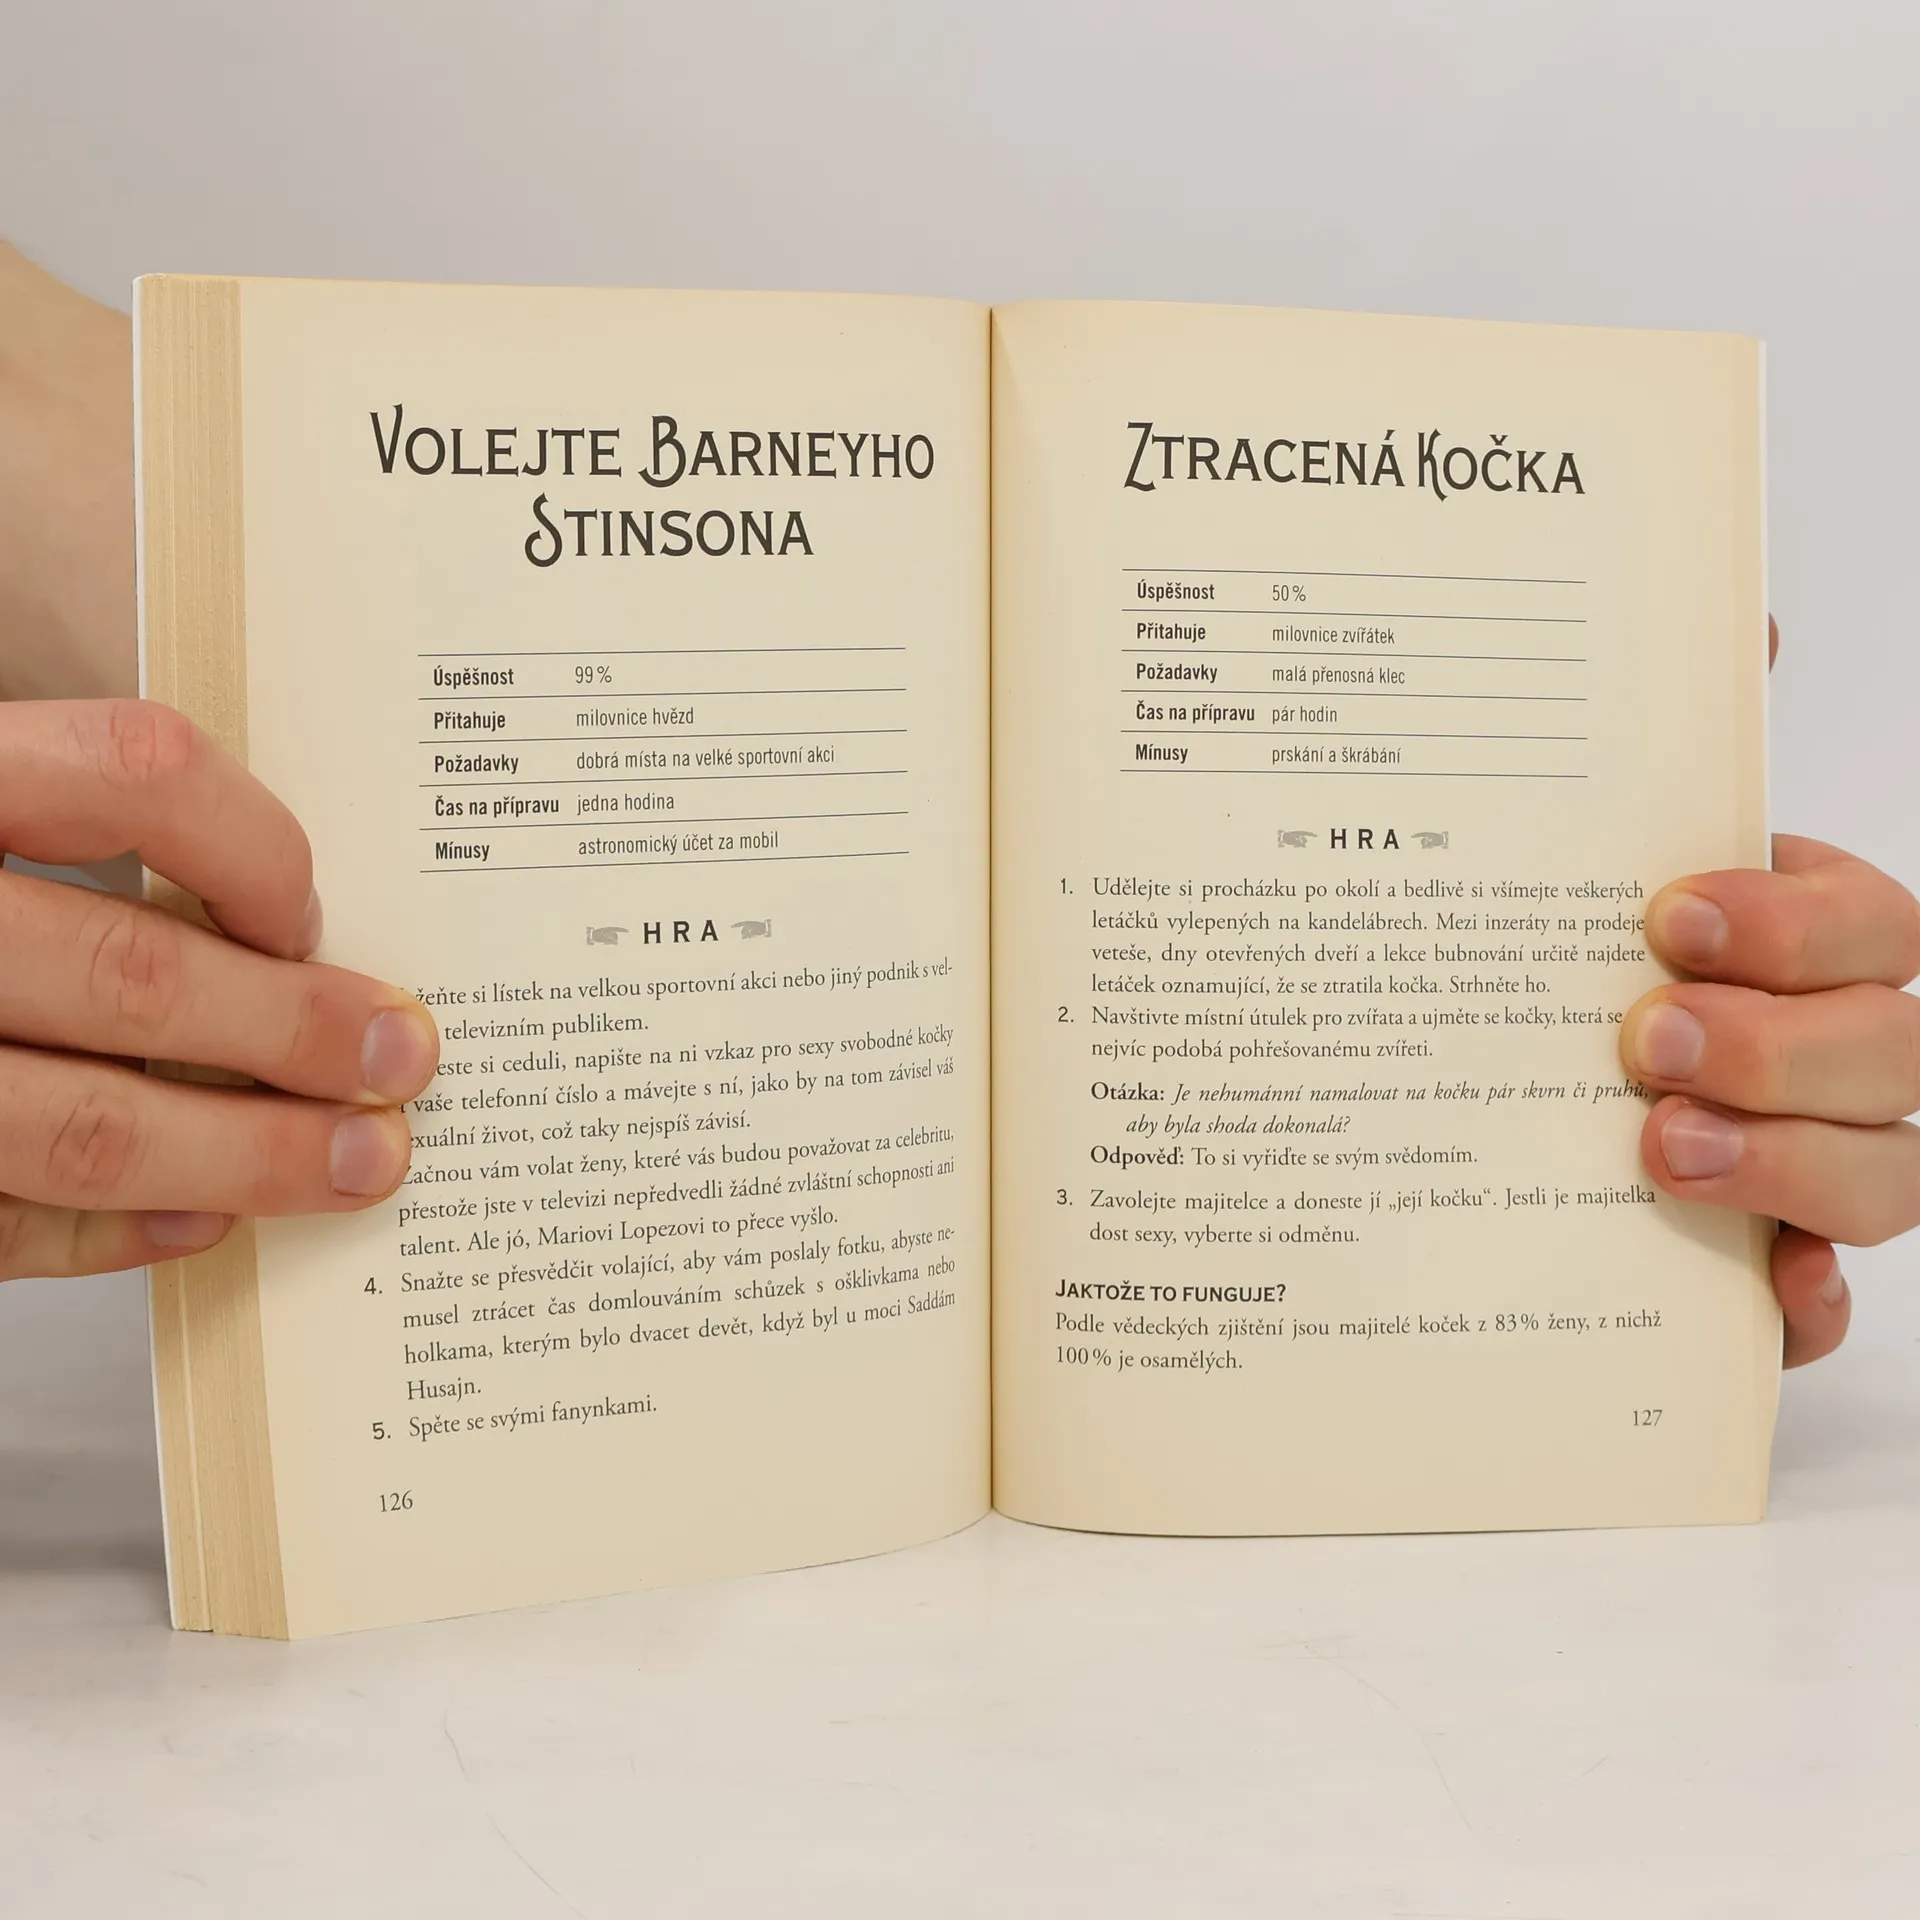 VOLEJTE BARNEYHO
STINSONA
Úspěšnost 99 %
Přitahuje milovnice hvězd
Požadavky dobrá místa na velké sportovní akci
Čas na přípravu jedna hodina
Mínusy astronomický účet za mobil
HRA
si lístek na velkou sportovní akci nebo jiný podnik s vel-
televizním publikem.
si ceduli, napište na ni vzkaz pro sexy svobodné kočky
vaše telefonní číslo a mávejte s ní, jako by na tom závisel váš
život, což taky nejspíš závisí.
Začnou vám volat ženy, které vás budou považovat za celebritu,
přestože jste v televizi nepředvedli žádné zvláštní schopnosti ani
talent. Ale jó, Mariovi Lopezovi to přece vyšlo.
4. Snažte se přesvědčit volající, aby vám poslaly fotku, abyste ne-
musel ztrácet čas domlouváním schůzek s ošklivkama nebo
holkama, kterým bylo dvacet devět, když byl u moci Saddám
Husajn.
5. Spěte se svými fanynkami.
126
ZTRACENÁ KOČKA
Úspěšnost 50 %
Přitahuje milovnice zvířátek
Požadavky malá přenosná klec
Čas na přípravu pár hodin
Mínusy prskání a škrábání
HRA
1. Udělejte si procházku po okolí a bedlivě si všímejte veškerých
letáčků vylepených na kandelábrech. Mezi inzeráty na prodeje
veteše, dny otevřených dveří a lekce bubnování určitě najdete
letáček oznamující, že se ztratila kočka. Strhněte ho.
2. Navštivte místní útulek pro zvířata a ujměte se kočky, která se
nejvíc podobá pohřešovanému zvířeti.
Otázka: Je nehumánní namalovat na kočku pár skvrn či pruhů,
aby byla shoda dokonalá?
Odpověď: To si vyřiďte se svým svědomím.
3. Zavolejte majitelce a doneste jí „její kočku“. Jestli je majitelka
dost sexy, vyberte si odměnu.
JAKTOŽE TO FUNGUJE?
Podle vědeckých zjištění jsou majitelé koček z 83 % ženy, z nichž
100 % je osamělých.
127